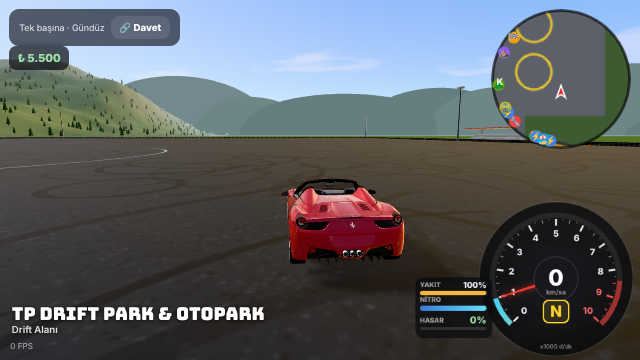 Tek başına · Gündüz
Davet
₺ 5.500
K
TP DRIFT PARK & OTOPARK
Drift Alanı
0 FPS
YAKIT 100%
NİTRO
HASAR 0%
0 1 2 3 4 5 6 7 8 9 10
0
km/sa
N
x1000 d/dk